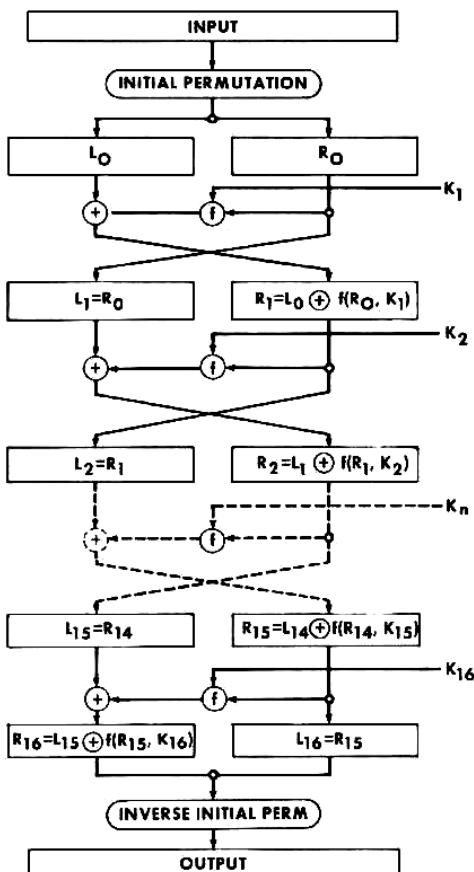 INPUT
INITIAL PERMUTATION
L₀
R₀
K₁
+
f
L₁=R₀
R₁=L₀ ⊕ f(R₀, K₁)
K₂
+
f
L₂=R₁
R₂=L₁ ⊕ f(R₁, K₂)
Kₙ
+
f
L₁₅=R₁₄
R₁₅=L₁₄⊕f(R₁₄, K₁₅)
K₁₆
+
f
R₁₆=L₁₅⊕f(R₁₅, K₁₆)
L₁₆=R₁₅
INVERSE INITIAL PERM
OUTPUT